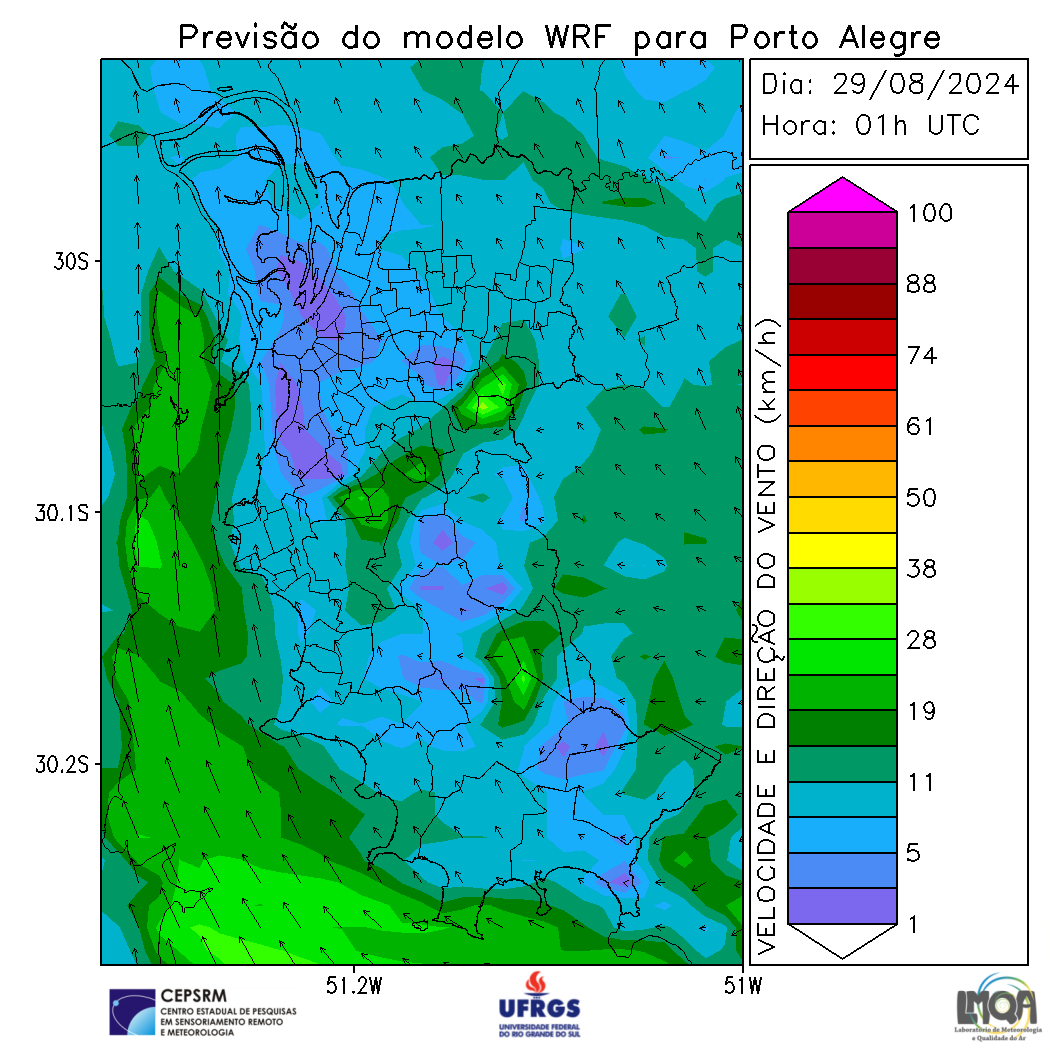 Previsão do modelo WRF para Porto Alegre
Dia: 29/08/2024
Hora: 01h UTC
30S
30.1S
30.2S
51.2W
51W
VELOCIDADE E DIREÇÃO DO VENTO (km/h)
100
88
74
61
50
38
28
19
11
5
1
CEPSRM
CENTRO ESTADUAL DE PESQUISAS
EM SENSORIAMENTO REMOTO
E METEOROLOGIA
UFRGS
UNIVERSIDADE FEDERAL
DO RIO GRANDE DO SUL
LMQA
Laboratório de Meteorologia
e Qualidade do Ar